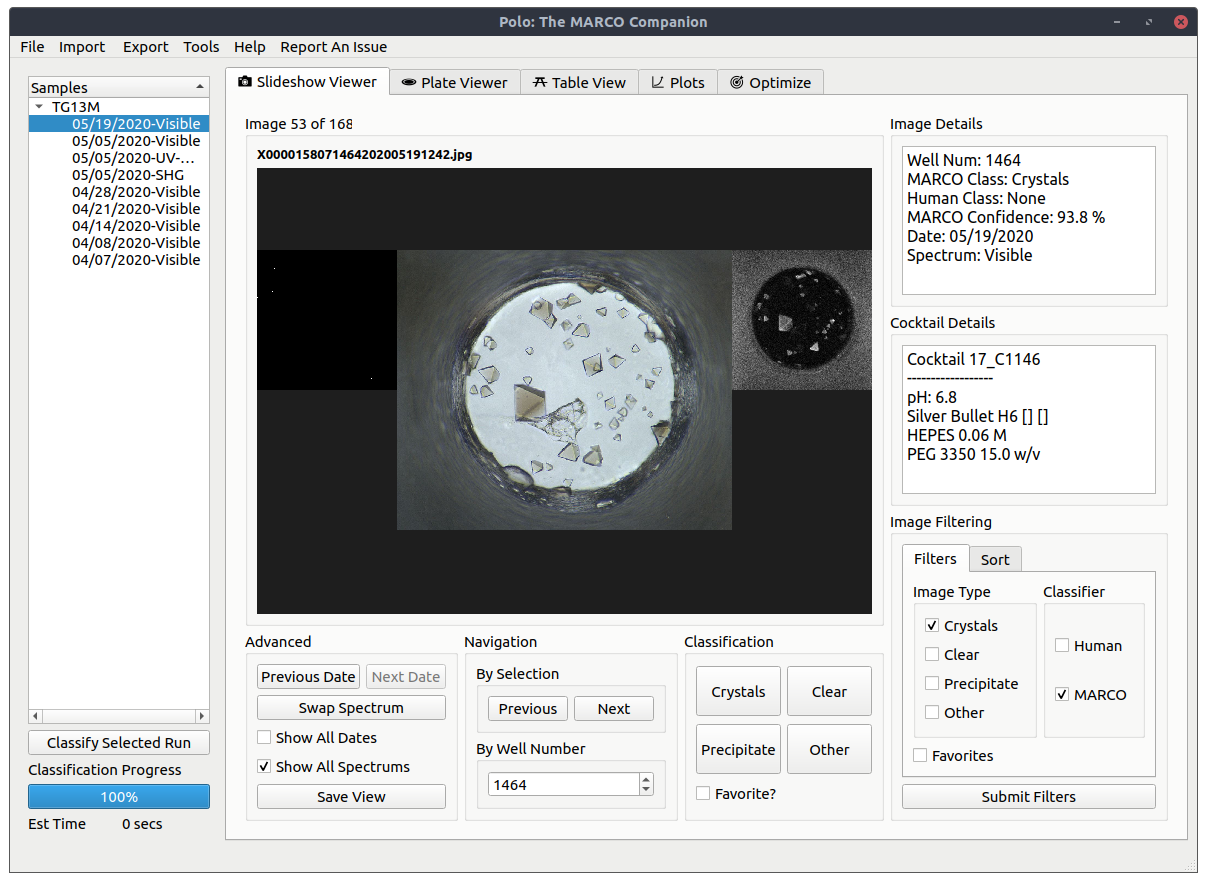 Polo: The MARCO Companion
File Import Export Tools Help Report An Issue
Samples
TG13M
05/19/2020-Visible
05/05/2020-Visible
05/05/2020-UV-...
05/05/2020-SHG
04/28/2020-Visible
04/21/2020-Visible
04/14/2020-Visible
04/08/2020-Visible
04/07/2020-Visible
Classify Selected Run
Classification Progress
100%
Est Time 0 secs
Slideshow Viewer Plate Viewer Table View Plots Optimize
Image 53 of 168
X0000158071464202005191242.jpg
Advanced
Previous Date Next Date
Swap Spectrum
Show All Dates
Show All Spectrums
Save View
Navigation
By Selection
Previous Next
By Well Number
1464
Classification
Crystals Clear
Precipitate Other
Favorite?
Image Details
Well Num: 1464
MARCO Class: Crystals
Human Class: None
MARCO Confidence: 93.8 %
Date: 05/19/2020
Spectrum: Visible
Cocktail Details
Cocktail 17_C1146
------------------
pH: 6.8
Silver Bullet H6 [] []
HEPES 0.06 M
PEG 3350 15.0 w/v
Image Filtering
Filters Sort
Image Type
Crystals
Clear
Precipitate
Other
Classifier
Human
MARCO
Favorites
Submit Filters